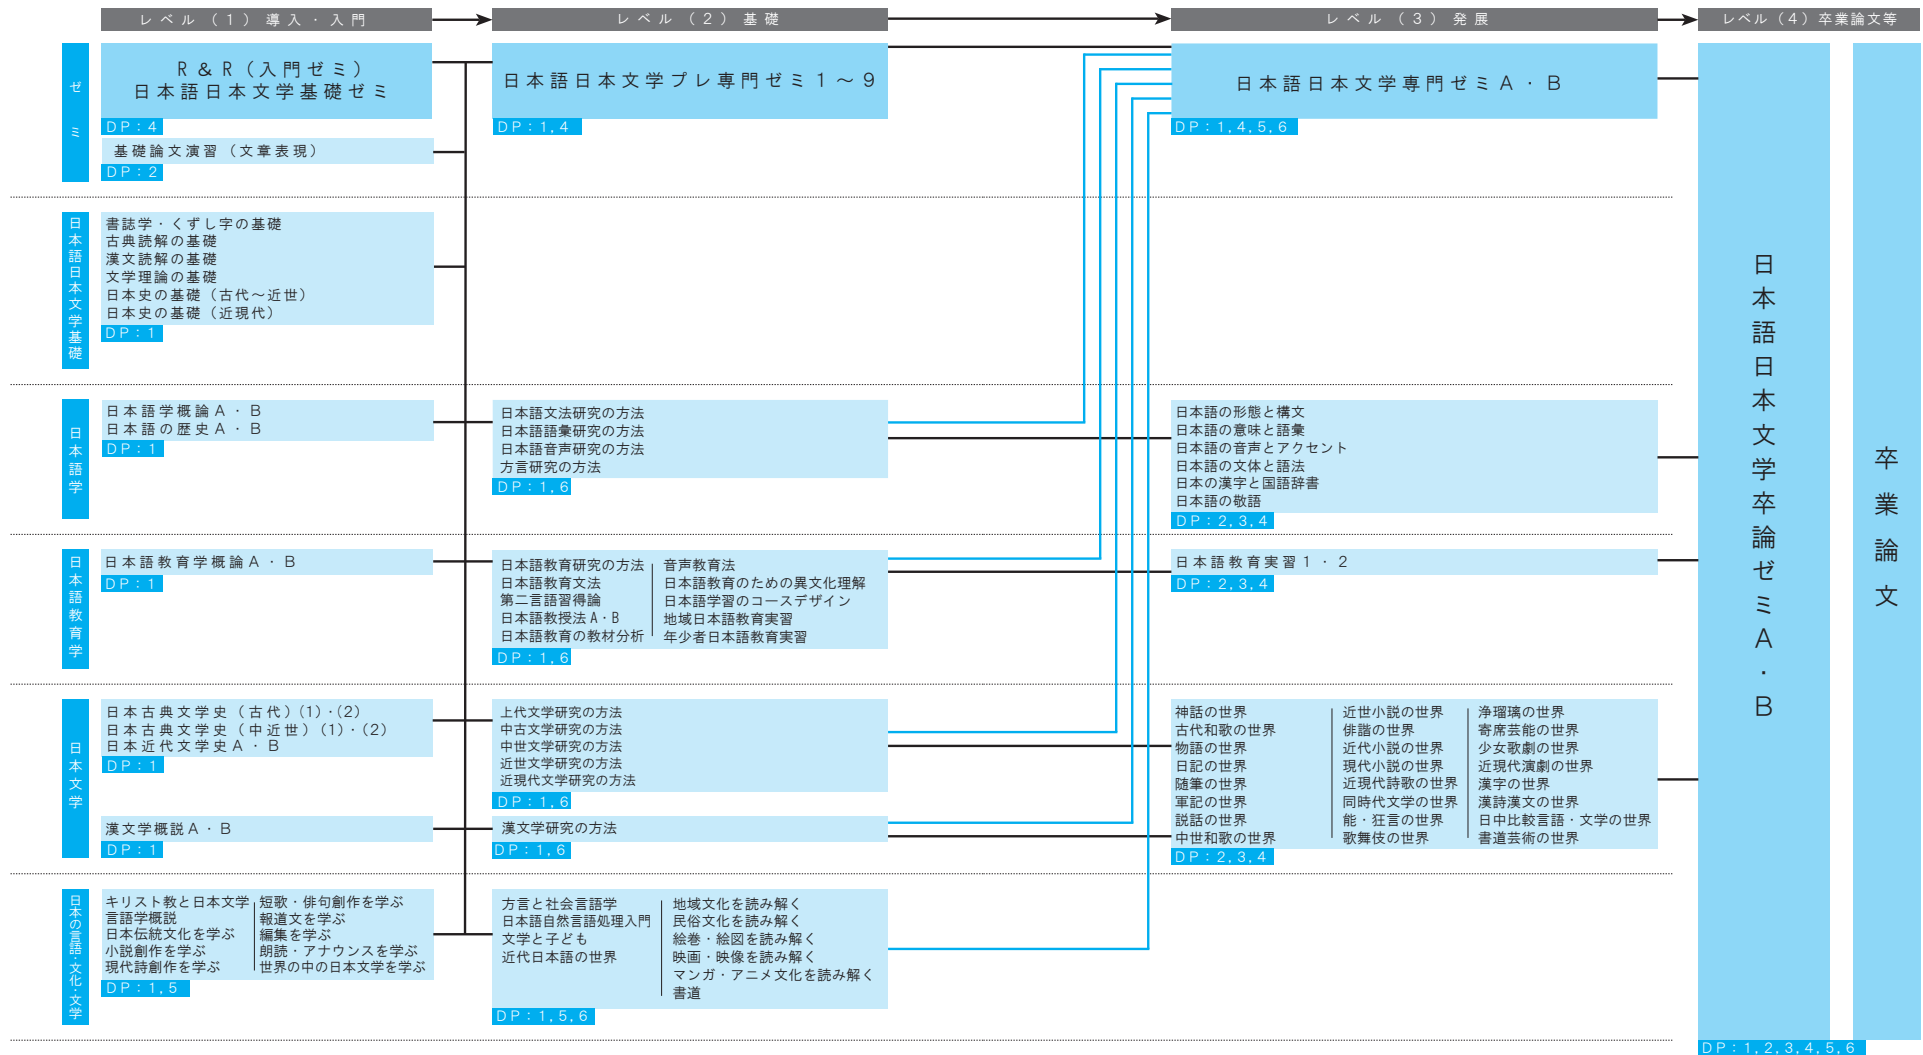 レベル（１）導入・入門
レベル（２）基礎
レベル（３）発展
レベル（４）卒業論文等
ゼミ
Ｒ＆Ｒ（入門ゼミ）
日本語日本文学基礎ゼミ
ＤＰ：4
基礎論文演習（文章表現）
ＤＰ：2
日本語日本文学プレ専門ゼミ１～９
ＤＰ：1，4
日本語日本文学専門ゼミＡ・Ｂ
ＤＰ：1，4，5，6
日本語日本文学基礎
書誌学・くずし字の基礎
古典読解の基礎
漢文読解の基礎
文学理論の基礎
日本史の基礎（古代～近世）
日本史の基礎（近現代）
ＤＰ：1
日本語学
日本語学概論Ａ・Ｂ
日本語の歴史Ａ・Ｂ
ＤＰ：1
日本語文法研究の方法
日本語語彙研究の方法
日本語音声研究の方法
方言研究の方法
ＤＰ：1，6
日本語の形態と構文
日本語の意味と語彙
日本語の音声とアクセント
日本語の文体と語法
日本の漢字と国語辞書
日本語の敬語
ＤＰ：2，3，4
日本語教育学
日本語教育学概論Ａ・Ｂ
ＤＰ：1
日本語教育研究の方法
日本語教育文法
第二言語習得論
日本語教授法Ａ・Ｂ
日本語教育の教材分析
音声教育法
日本語教育のための異文化理解
日本語学習のコースデザイン
地域日本語教育実習
年少者日本語教育実習
ＤＰ：1，6
日本語教育実習１・２
ＤＰ：2，3，4
日本文学
日本古典文学史（古代）(1)・(2)
日本古典文学史（中近世）(1)・(2)
日本近代文学史Ａ・Ｂ
ＤＰ：1
漢文学概説Ａ・Ｂ
ＤＰ：1
上代文学研究の方法
中古文学研究の方法
中世文学研究の方法
近世文学研究の方法
近現代文学研究の方法
ＤＰ：1，6
漢文学研究の方法
ＤＰ：1，6
神話の世界
古代和歌の世界
物語の世界
日記の世界
随筆の世界
軍記の世界
説話の世界
中世和歌の世界
近世小説の世界
俳諧の世界
近代小説の世界
現代小説の世界
近現代詩歌の世界
同時代文学の世界
能・狂言の世界
歌舞伎の世界
浄瑠璃の世界
寄席芸能の世界
少女歌劇の世界
近現代演劇の世界
漢字の世界
漢詩漢文の世界
日中比較言語・文学の世界
書道芸術の世界
ＤＰ：2，3，4
日本の言語・文化・文学
キリスト教と日本文学
言語学概説
日本伝統文化を学ぶ
小説創作を学ぶ
現代詩創作を学ぶ
短歌・俳句創作を学ぶ
報道文を学ぶ
編集を学ぶ
朗読・アナウンスを学ぶ
世界の中の日本文学を学ぶ
ＤＰ：1，5
方言と社会言語学
日本語自然言語処理入門
文学と子ども
近代日本語の世界
地域文化を読み解く
民俗文化を読み解く
絵巻・絵図を読み解く
映画・映像を読み解く
マンガ・アニメ文化を読み解く
書道
ＤＰ：1，5，6
日本語日本文学卒論ゼミＡ・Ｂ
卒業論文
ＤＰ：1，2，3，4，5，6